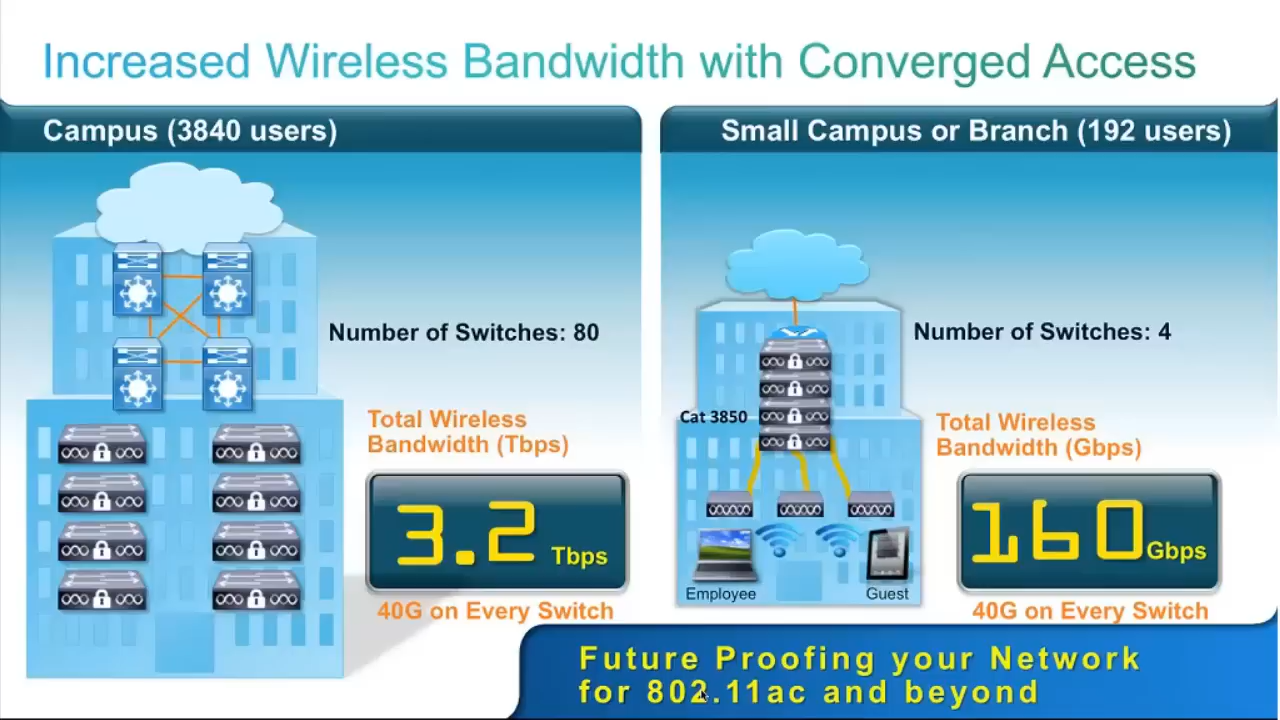 Increased Wireless Bandwidth with Converged Access
Campus (3840 users)
Number of Switches: 80
Total Wireless
Bandwidth (Tbps)
3.2 Tbps
40G on Every Switch
Small Campus or Branch (192 users)
Number of Switches: 4
Cat 3850
Total Wireless
Bandwidth (Gbps)
160 Gbps
Employee
Guest
40G on Every Switch
Future Proofing your Network
for 802.11ac and beyond